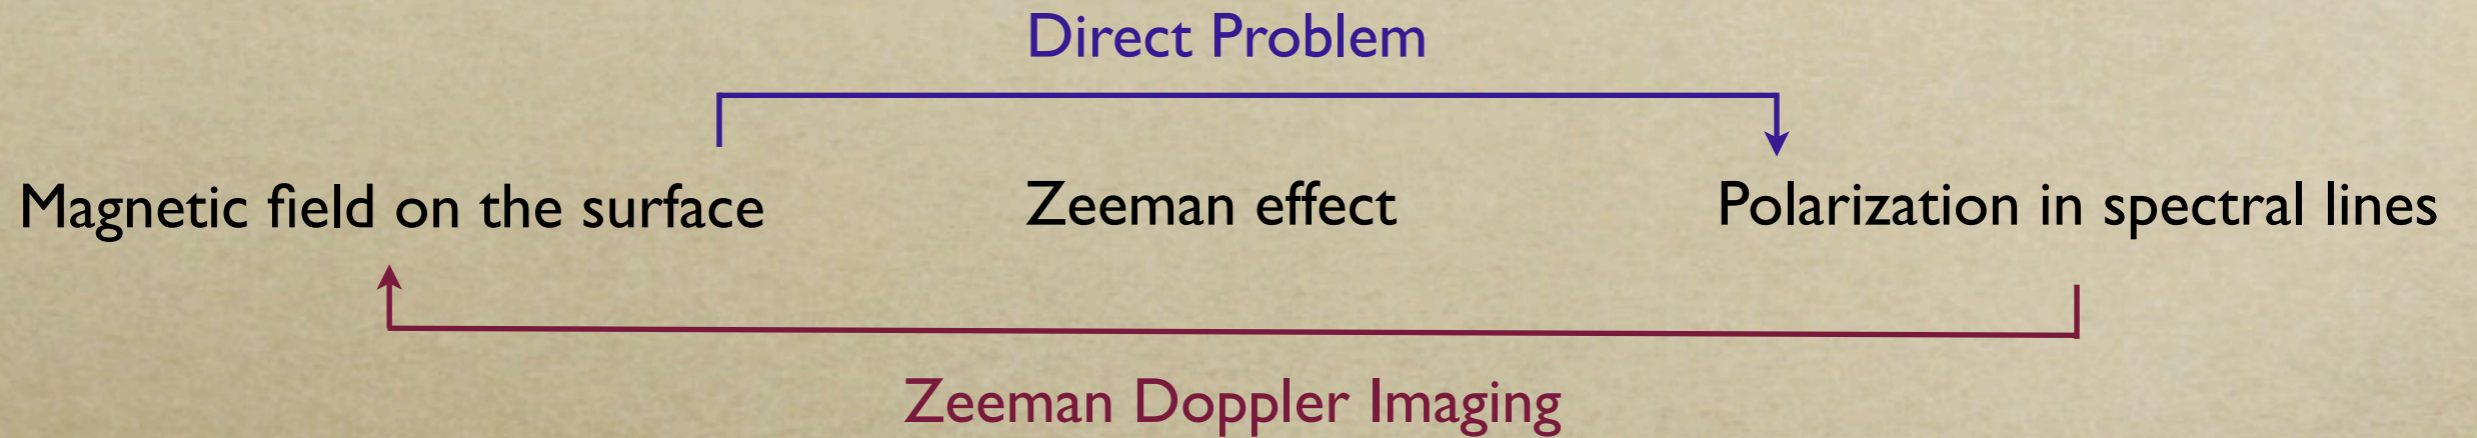 Direct Problem
Magnetic field on the surface
Zeeman effect
Polarization in spectral lines
Zeeman Doppler Imaging